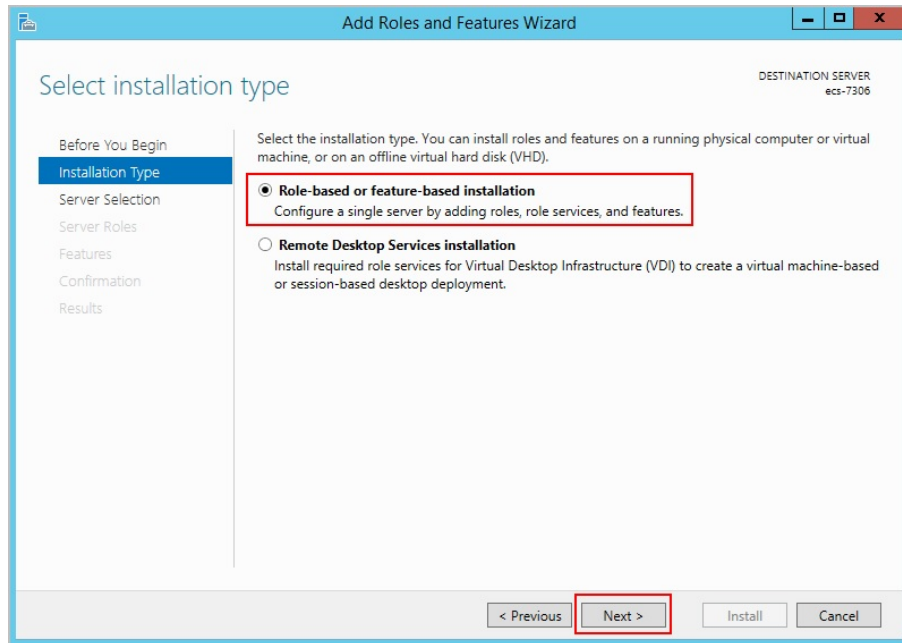 Add Roles and Features Wizard
Select installation type
DESTINATION SERVER
ecs-7306
Before You Begin
Installation Type
Server Selection
Server Roles
Features
Confirmation
Results
Select the installation type. You can install roles and features on a running physical computer or virtual
machine, or on an offline virtual hard disk (VHD).
Role-based or feature-based installation
Configure a single server by adding roles, role services, and features.
Remote Desktop Services installation
Install required role services for Virtual Desktop Infrastructure (VDI) to create a virtual machine-based
or session-based desktop deployment.
< Previous
Next >
Install
Cancel